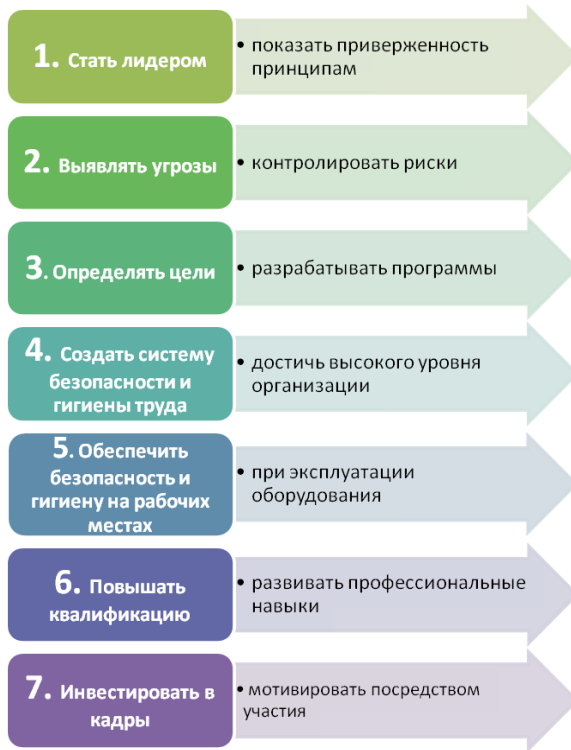 1. Стать лидером
• показать приверженность
принципам
2. Выявлять угрозы
• контролировать риски
3. Определять цели
• разрабатывать программы
4. Создать систему
безопасности и
гигиены труда
• достичь высокого уровня
организации
5. Обеспечить
безопасность и
гигиену на рабочих
местах
• при эксплуатации
оборудования
6. Повышать
квалификацию
• развивать профессиональные
навыки
7. Инвестировать в
кадры
• мотивировать посредством
участия